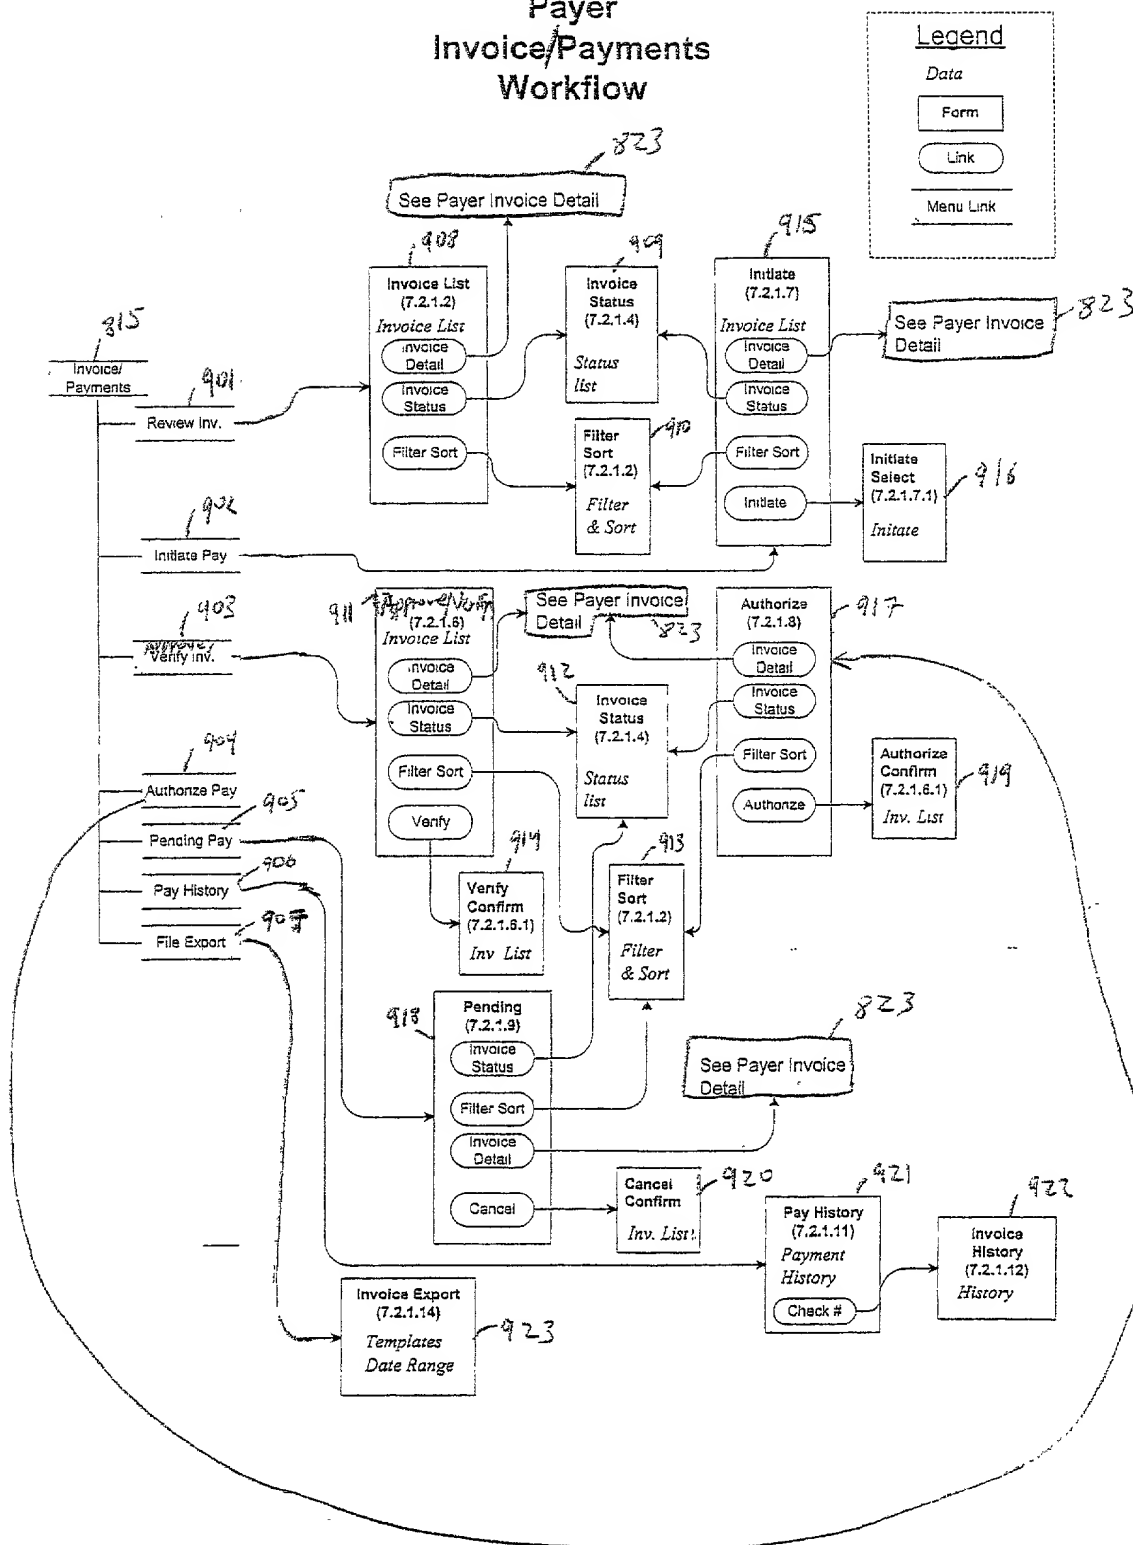 Payer
Invoice/Payments
Workflow
Legend
Data
Form
Link
Menu Link
823
See Payer Invoice Detail
908
Invoice List
(7.2.1.2)
Invoice List
Invoice
Detail
Invoice
Status
Filter Sort
909
Invoice
Status
(7.2.1.4)
Status
list
915
Initiate
(7.2.1.7)
Invoice List
Invoice
Detail
Invoice
Status
Filter Sort
Initiate
823
See Payer Invoice
Detail
815
Invoice/
Payments
901
Review Inv.
910
Filter
Sort
(7.2.1.2)
Filter
& Sort
Initiate
Select
(7.2.1.7.1)
Initate
916
902
Initiate Pay
903
Approve/
Verify Inv.
911
Approve/Verify
(7.2.1.6)
Invoice List
Invoice
Detail
Invoice
Status
Filter Sort
Verify
See Payer Invoice
Detail
823
Authorize
(7.2.1.8)
917
Invoice
Detail
Invoice
Status
Filter Sort
Authorize
912
Invoice
Status
(7.2.1.4)
Status
list
Authorize
Confirm
(7.2.1.6.1)
Inv. List
919
904
Authorize Pay
905
Pending Pay
906
Pay History
907
File Export
914
Verify
Confirm
(7.2.1.6.1)
Inv List
913
Filter
Sort
(7.2.1.2)
Filter
& Sort
918
Pending
(7.2.1.9)
Invoice
Status
Filter Sort
Invoice
Detail
Cancel
823
See Payer Invoice
Detail
Cancel
Confirm
Inv. List
920
921
Pay History
(7.2.1.11)
Payment
History
Check #
922
Invoice
History
(7.2.1.12)
History
Invoice Export
(7.2.1.14)
Templates
Date Range
923